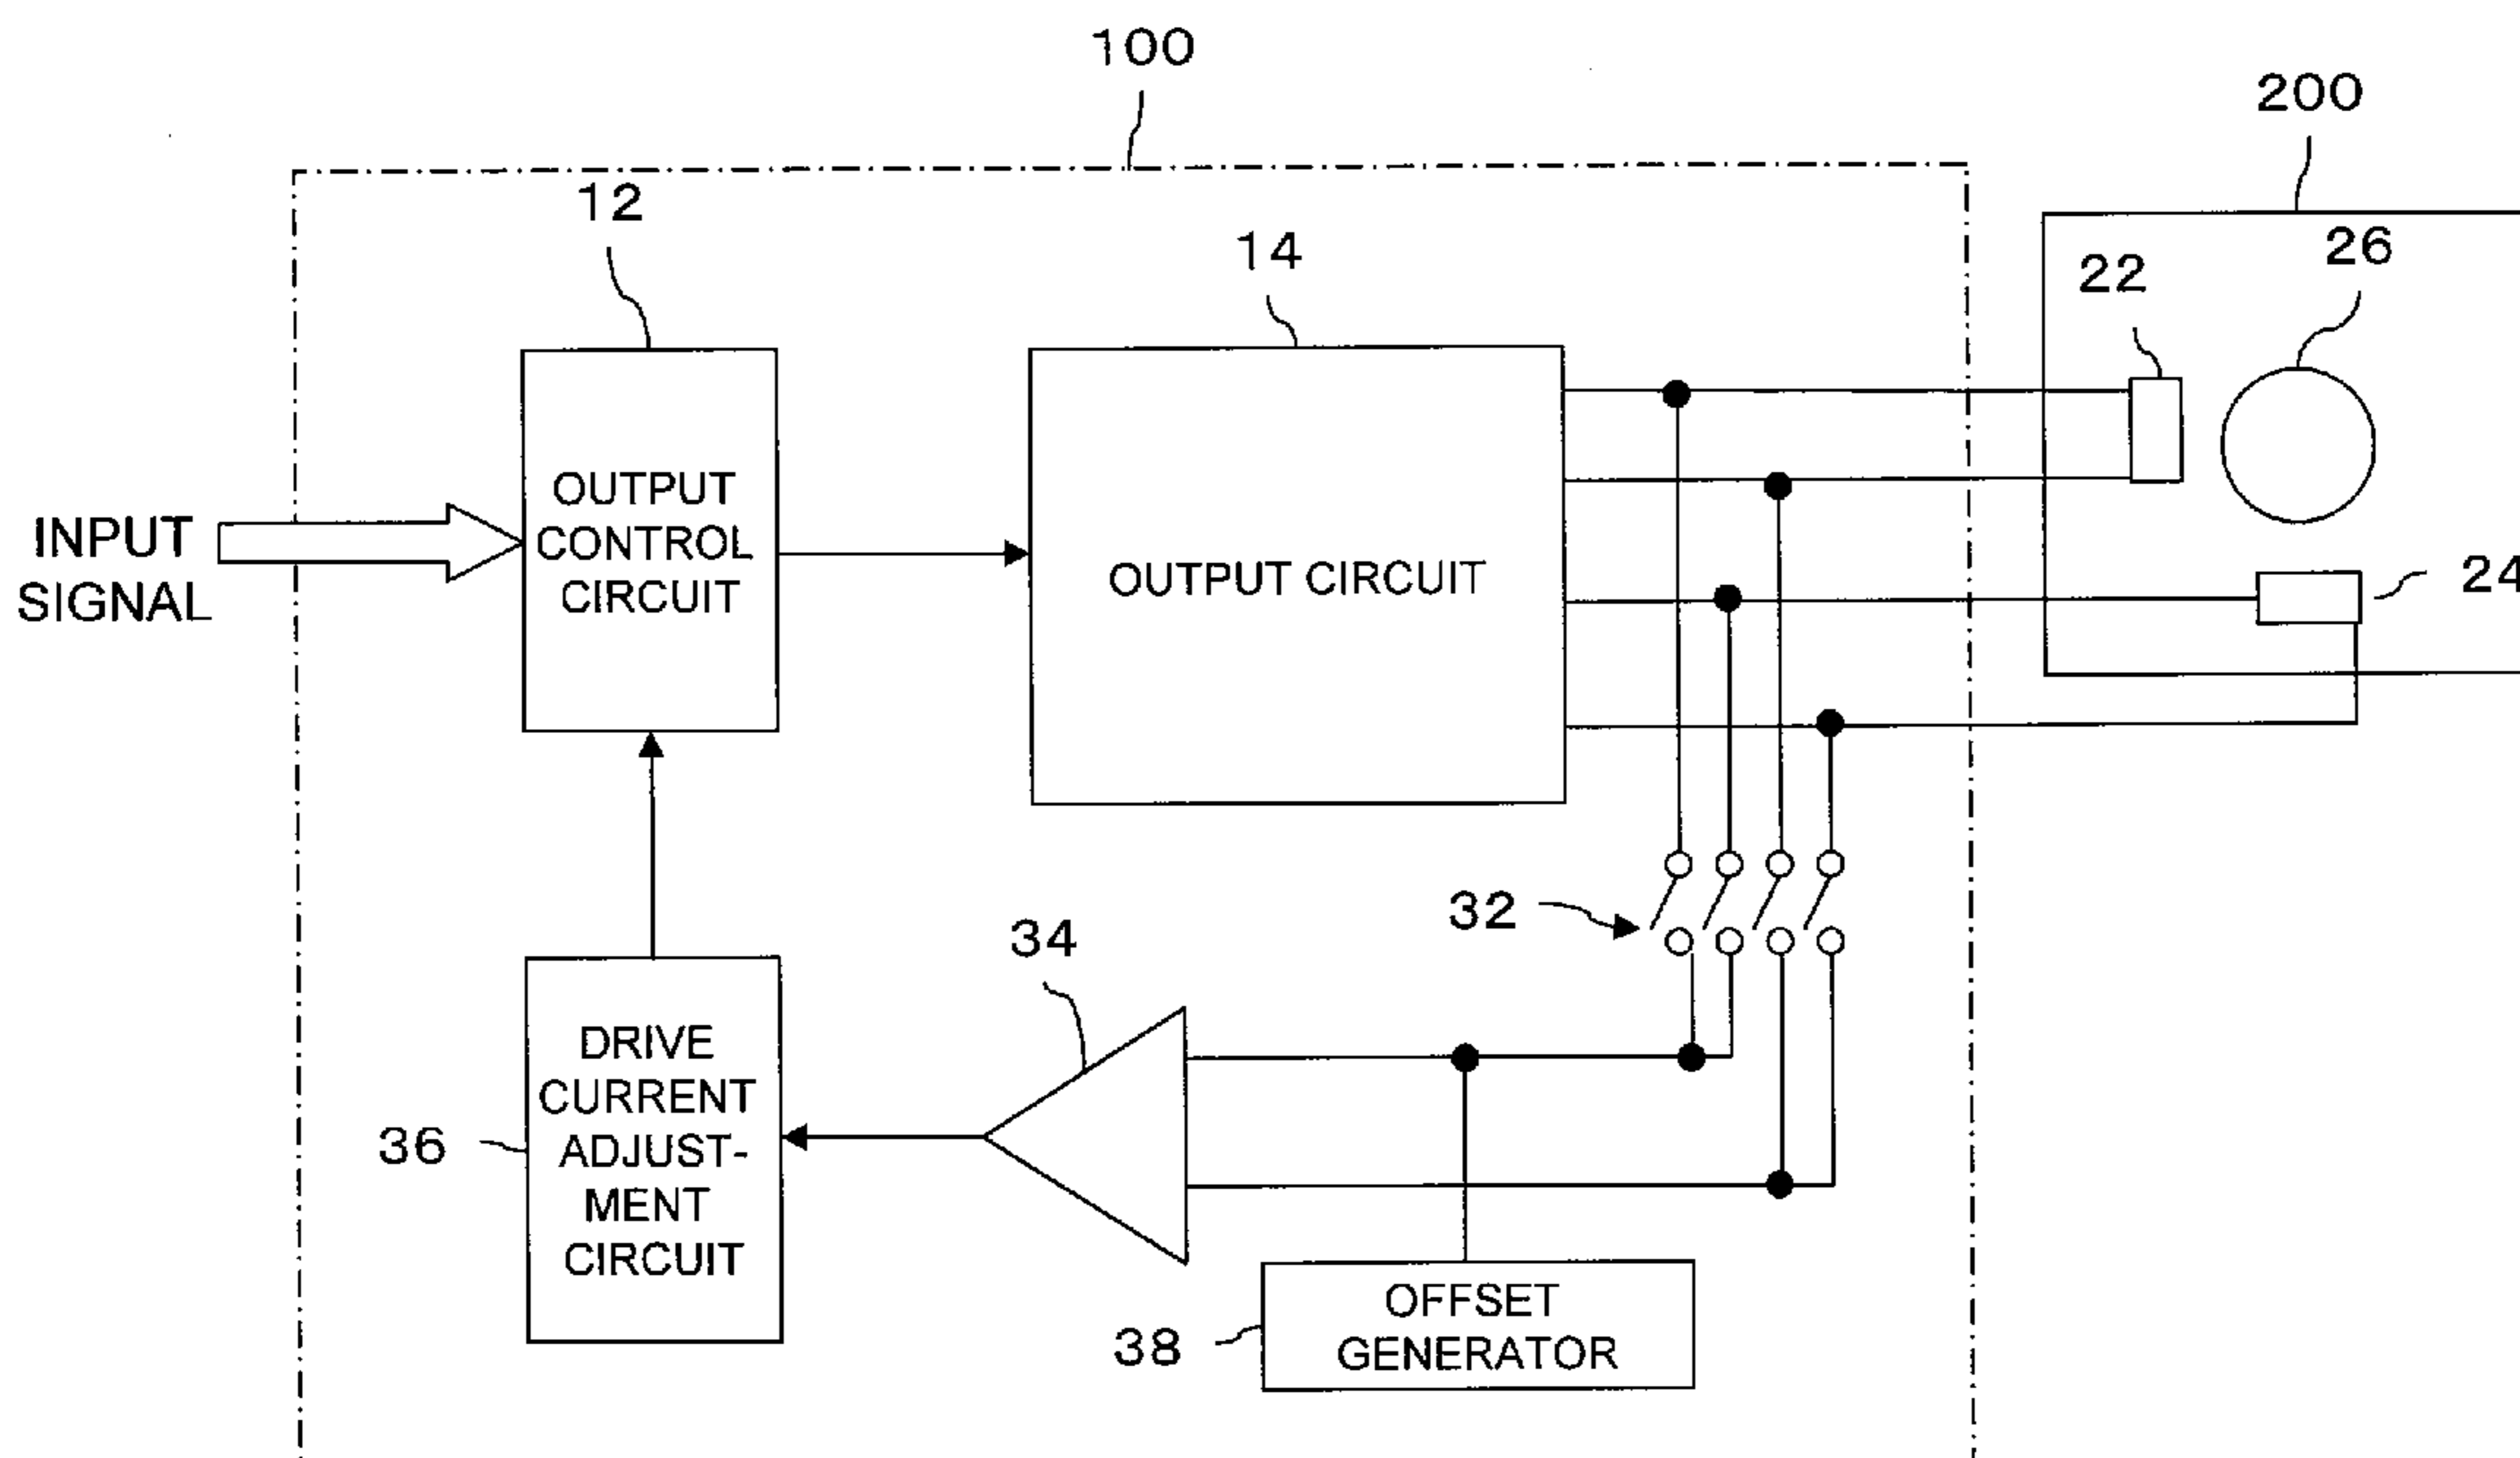 100
200
12
14
22
26
OUTPUT
CONTROL
CIRCUIT
OUTPUT CIRCUIT
INPUT
SIGNAL
24
32
34
36
DRIVE
CURRENT
ADJUST-
MENT
CIRCUIT
38
OFFSET
GENERATOR